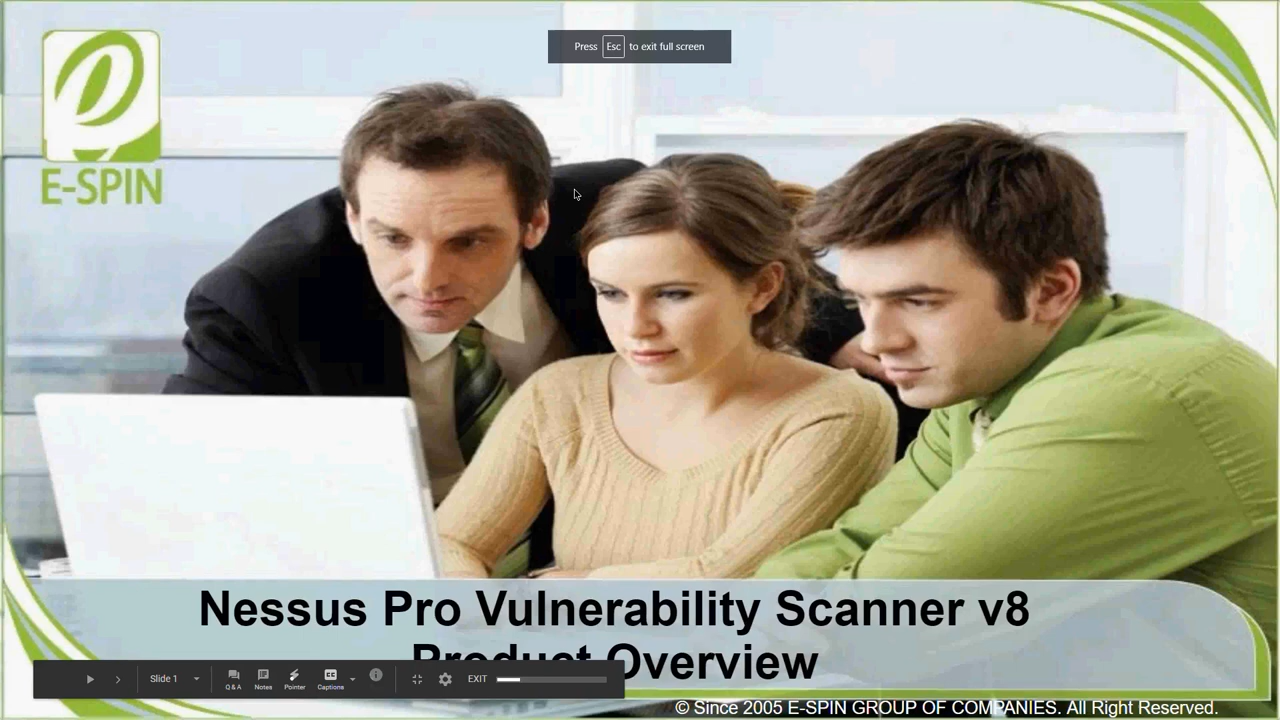 Press Esc to exit full screen
E-SPIN
Nessus Pro Vulnerability Scanner v8
Product Overview
Slide 1
Q & A
Notes
Pointer
Captions
EXIT
© Since 2005 E-SPIN GROUP OF COMPANIES. All Right Reserved.